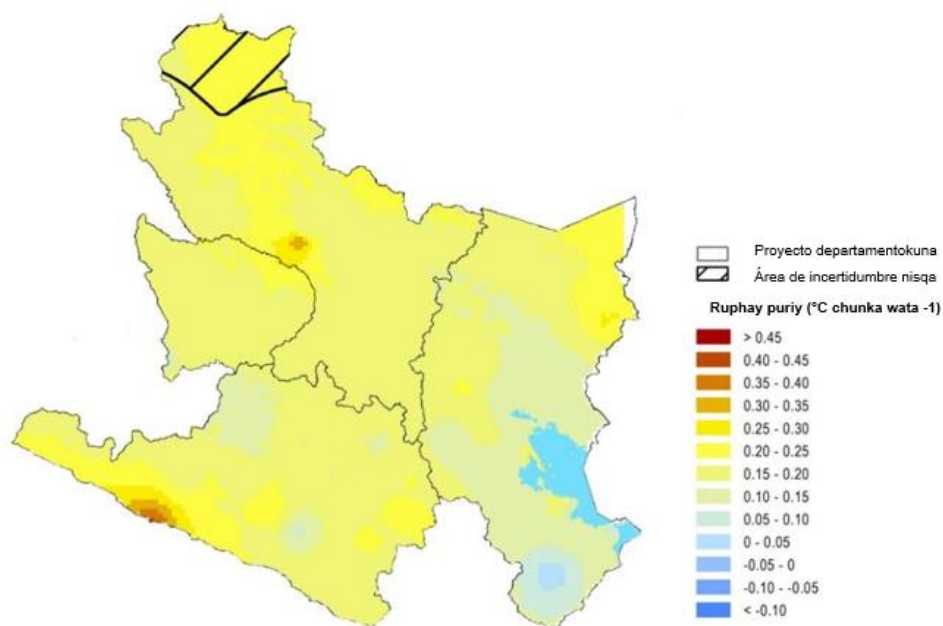 Proyecto departamentokuna
Área de incertidumbre nisqa
Ruphay puriy (°C chunka wata -1)
> 0.45
0.40 - 0.45
0.35 - 0.40
0.30 - 0.35
0.25 - 0.30
0.20 - 0.25
0.15 - 0.20
0.10 - 0.15
0.05 - 0.10
0 - 0.05
-0.05 - 0
-0.10 - -0.05
< -0.10